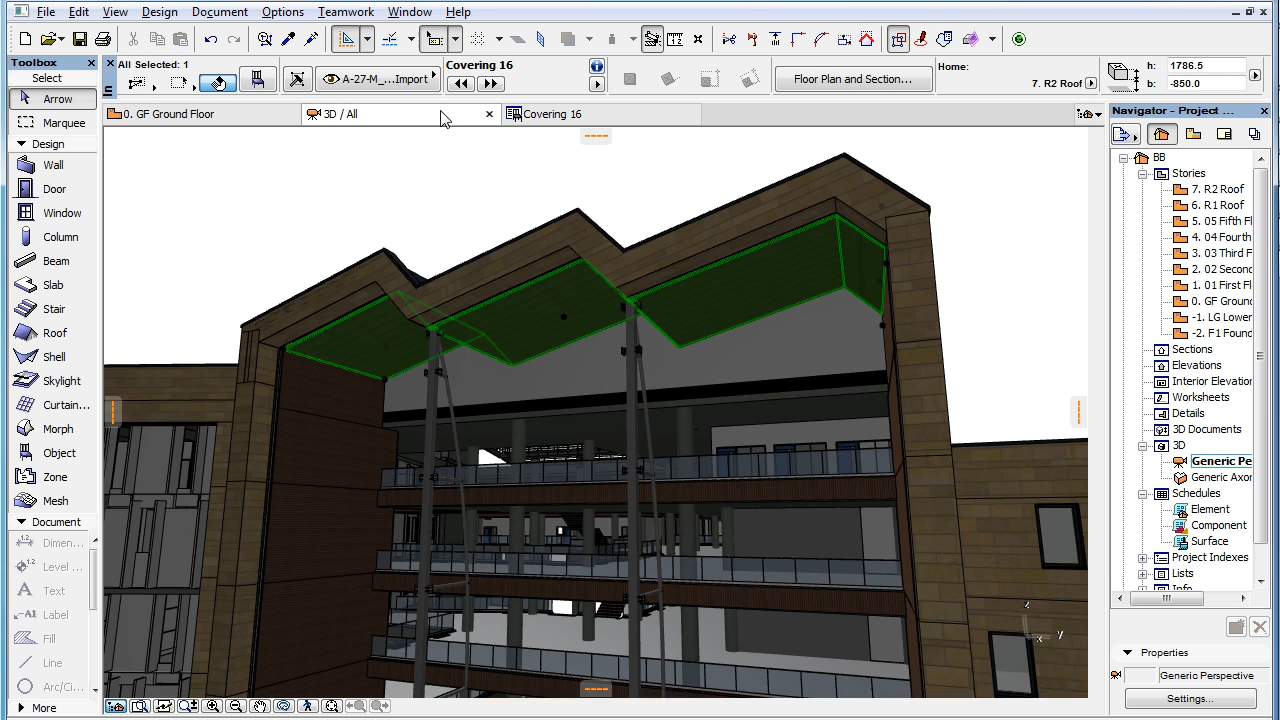 File Edit View Design Document Options Teamwork Window Help
Toolbox
Select
Arrow
Marquee
Design
Wall
Door
Window
Column
Beam
Slab
Stair
Roof
Shell
Skylight
Curtain...
Morph
Object
Zone
Mesh
Document
Dimen...
Level ...
Text
Label
Fill
Line
Arc/Ci...
More
All Selected: 1
A-27-M_...Import
Covering 16
Floor Plan and Section...
Home:
7. R2 Roof
h: 1786.5
b: -850.0
0. GF Ground Floor
3D / All
Covering 16
z
y
x
Navigator - Project ...
BB
Stories
7. R2 Roof
6. R1 Roof
5. 05 Fifth F
4. 04 Fourth
3. 03 Third F
2. 02 Second
1. 01 First Fl
0. GF Ground
-1. LG Lower
-2. F1 Found
Sections
Elevations
Interior Elevation
Worksheets
Details
3D Documents
3D
Generic Pe
Generic Axon
Schedules
Element
Component
Surface
Project Indexes
Lists
Info
Properties
Generic Perspective
Settings...